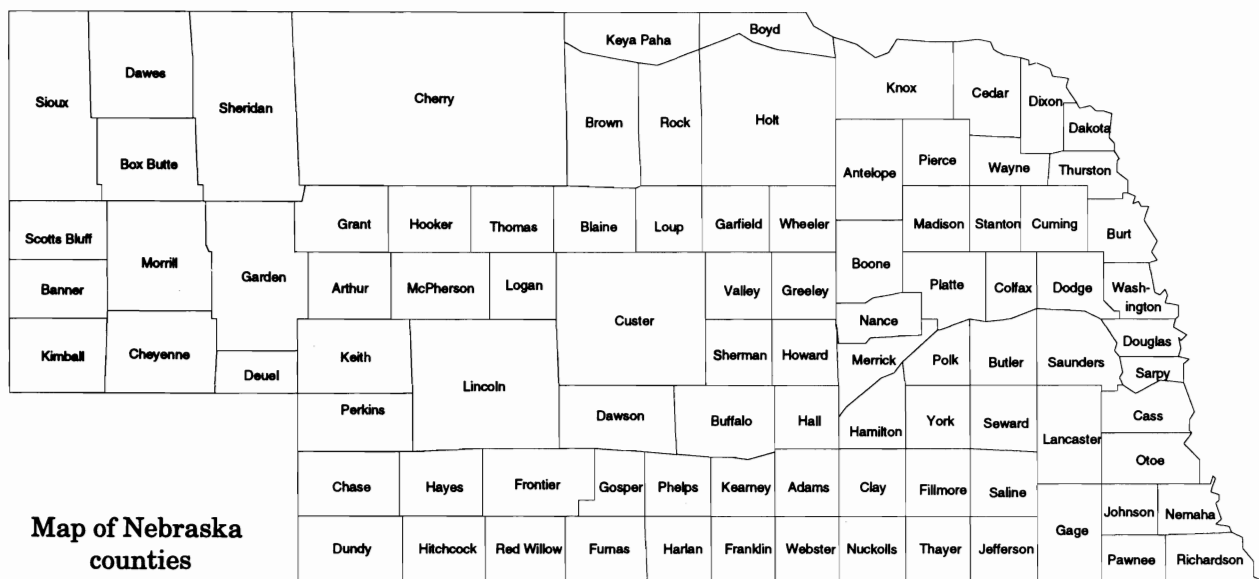 Boyd
Keya Paha
Dawes
Knox
Cedar
Sioux
Sheridan
Cherry
Dixon
Brown
Rock
Holt
Dakota
Box Butte
Pierce
Antelope
Wayne
Thurston
Grant
Hooker
Thomas
Blaine
Loup
Garfield
Wheeler
Madison
Stanton
Cuming
Scotts Bluff
Burt
Morrill
Garden
Boone
Banner
Arthur
McPherson
Logan
Valley
Greeley
Platte
Colfax
Dodge
Wash-
ington
Custer
Nance
Kimball
Cheyenne
Keith
Sherman
Howard
Merrick
Polk
Butler
Saunders
Douglas
Deuel
Lincoln
Sarpy
Perkins
Dawson
Buffalo
Hall
Hamilton
York
Seward
Cass
Lancaster
Otoe
Chase
Hayes
Frontier
Gosper
Phelps
Kearney
Adams
Clay
Fillmore
Saline
Johnson
Nemaha
Gage
Map of Nebraska
counties
Dundy
Hitchcock
Red Willow
Furnas
Harlan
Franklin
Webster
Nuckolls
Thayer
Jefferson
Pawnee
Richardson